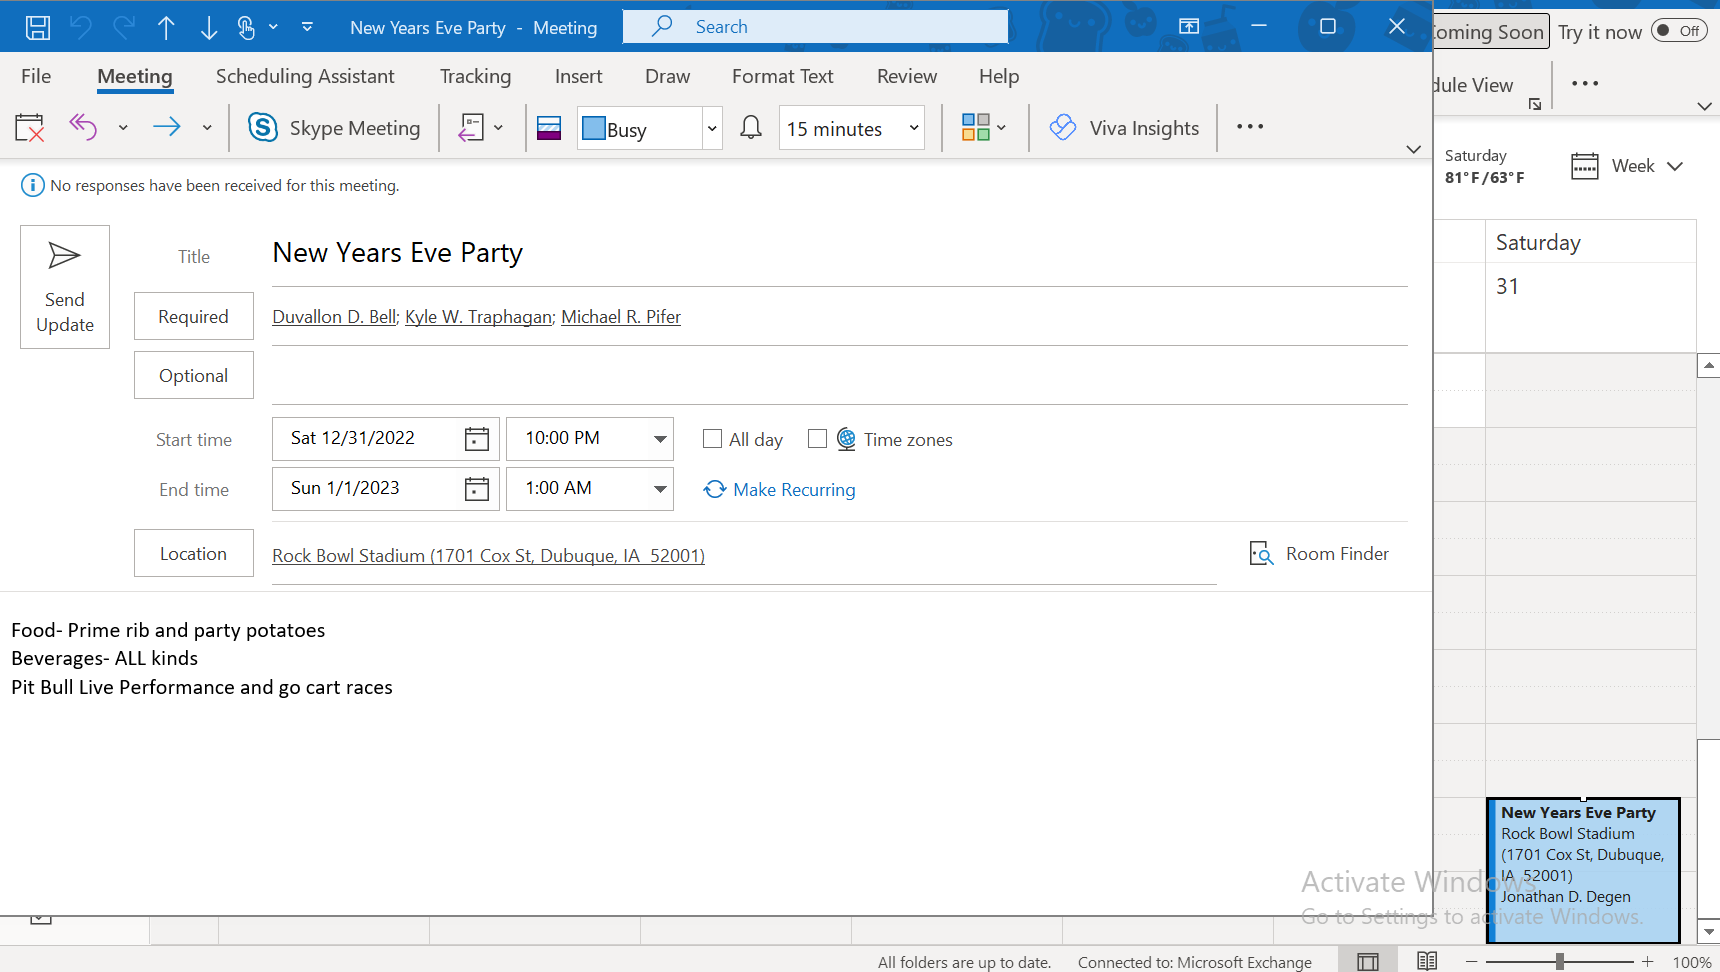 New Years Eve Party - Meeting
Search
Coming Soon
Try it now
Off
File
Meeting
Scheduling Assistant
Tracking
Insert
Draw
Format Text
Review
Help
dule View
Skype Meeting
Busy
15 minutes
Viva Insights
Saturday
81°F/63°F
Week
No responses have been received for this meeting.
Send
Update
Title
New Years Eve Party
Saturday
31
Required
Duvallon D. Bell; Kyle W. Traphagan; Michael R. Pifer
Optional
Start time
Sat 12/31/2022
10:00 PM
All day
Time zones
End time
Sun 1/1/2023
1:00 AM
Make Recurring
Location
Rock Bowl Stadium (1701 Cox St, Dubuque, IA  52001)
Room Finder
Food- Prime rib and party potatoes
Beverages- ALL kinds
Pit Bull Live Performance and go cart races
New Years Eve Party
Rock Bowl Stadium
(1701 Cox St, Dubuque,
IA  52001)
Jonathan D. Degen
Activate Windows
Go to Settings to activate Windows.
All folders are up to date.
Connected to: Microsoft Exchange
100%